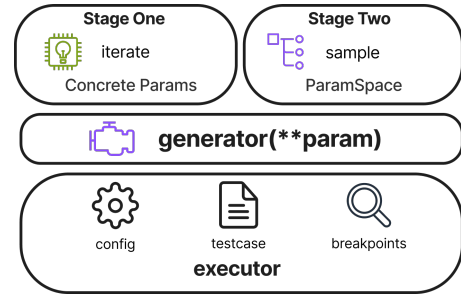 Stage One
iterate
Concrete Params
Stage Two
sample
ParamSpace
generator(**param)
config
testcase
breakpoints
executor